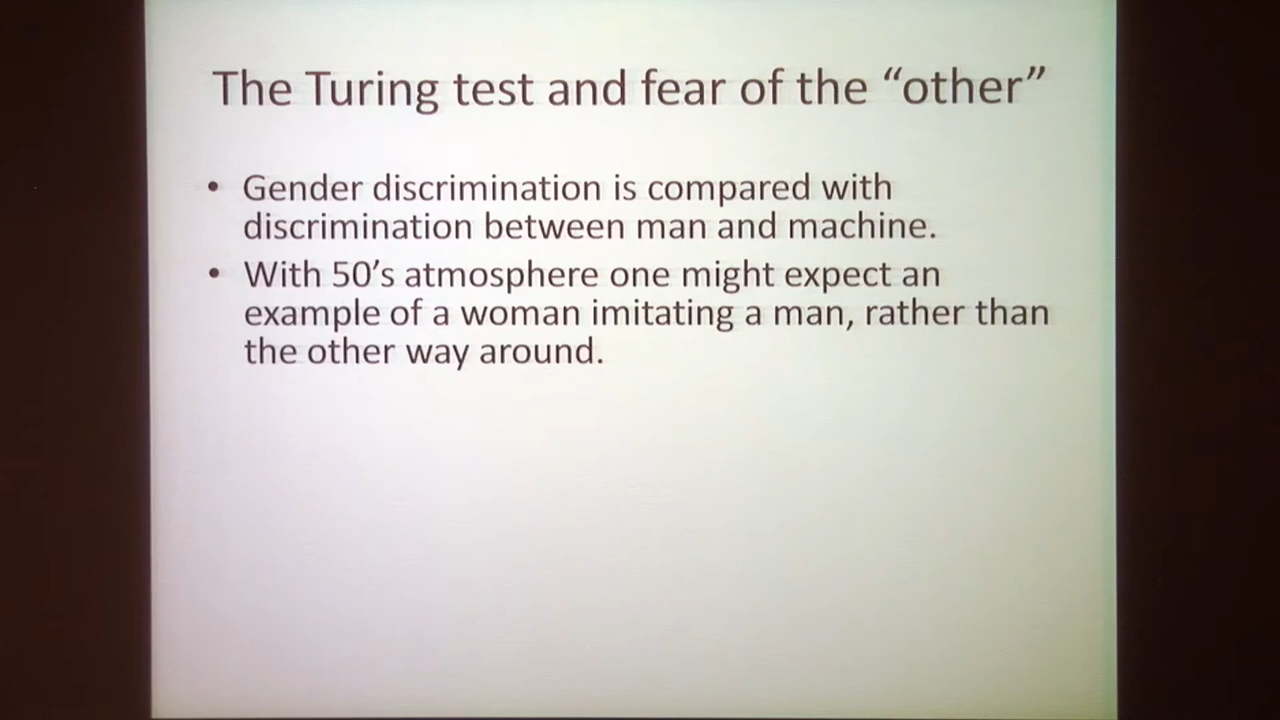 The Turing test and fear of the “other”
• Gender discrimination is compared with
discrimination between man and machine.
• With 50’s atmosphere one might expect an
example of a woman imitating a man, rather than
the other way around.